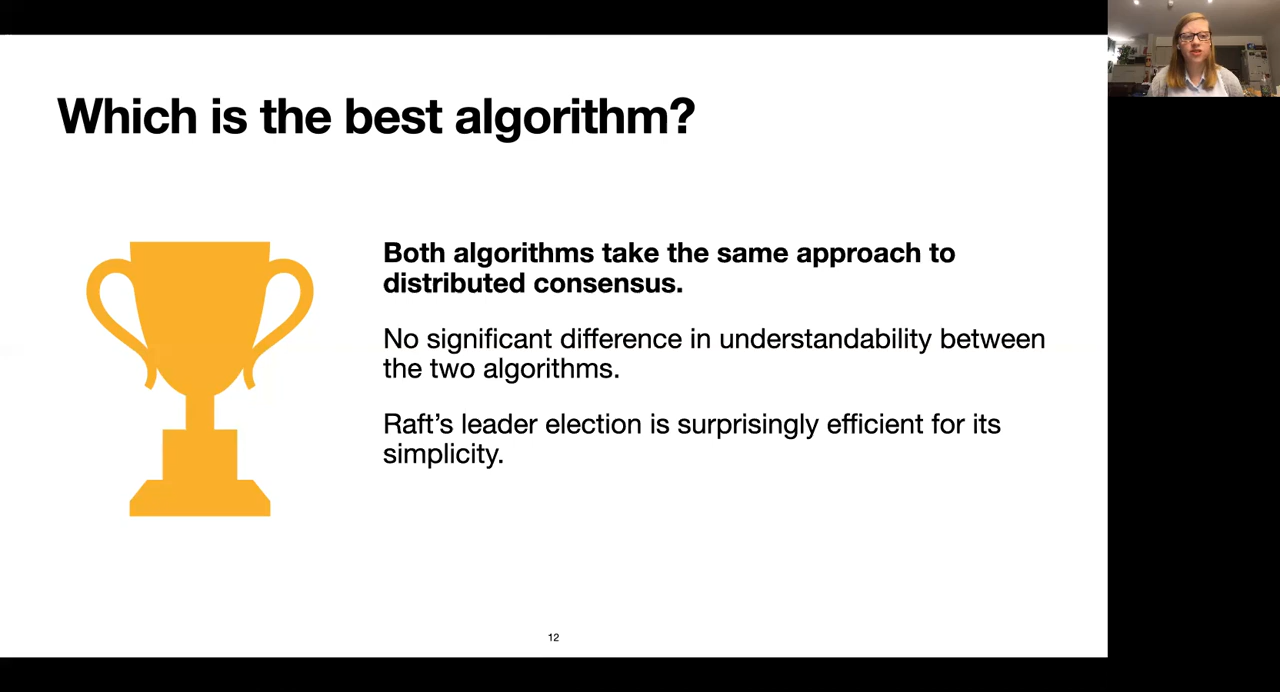 Which is the best algorithm?
Both algorithms take the same approach to
distributed consensus.
No significant difference in understandability between
the two algorithms.
Raft’s leader election is surprisingly efficient for its
simplicity.
12